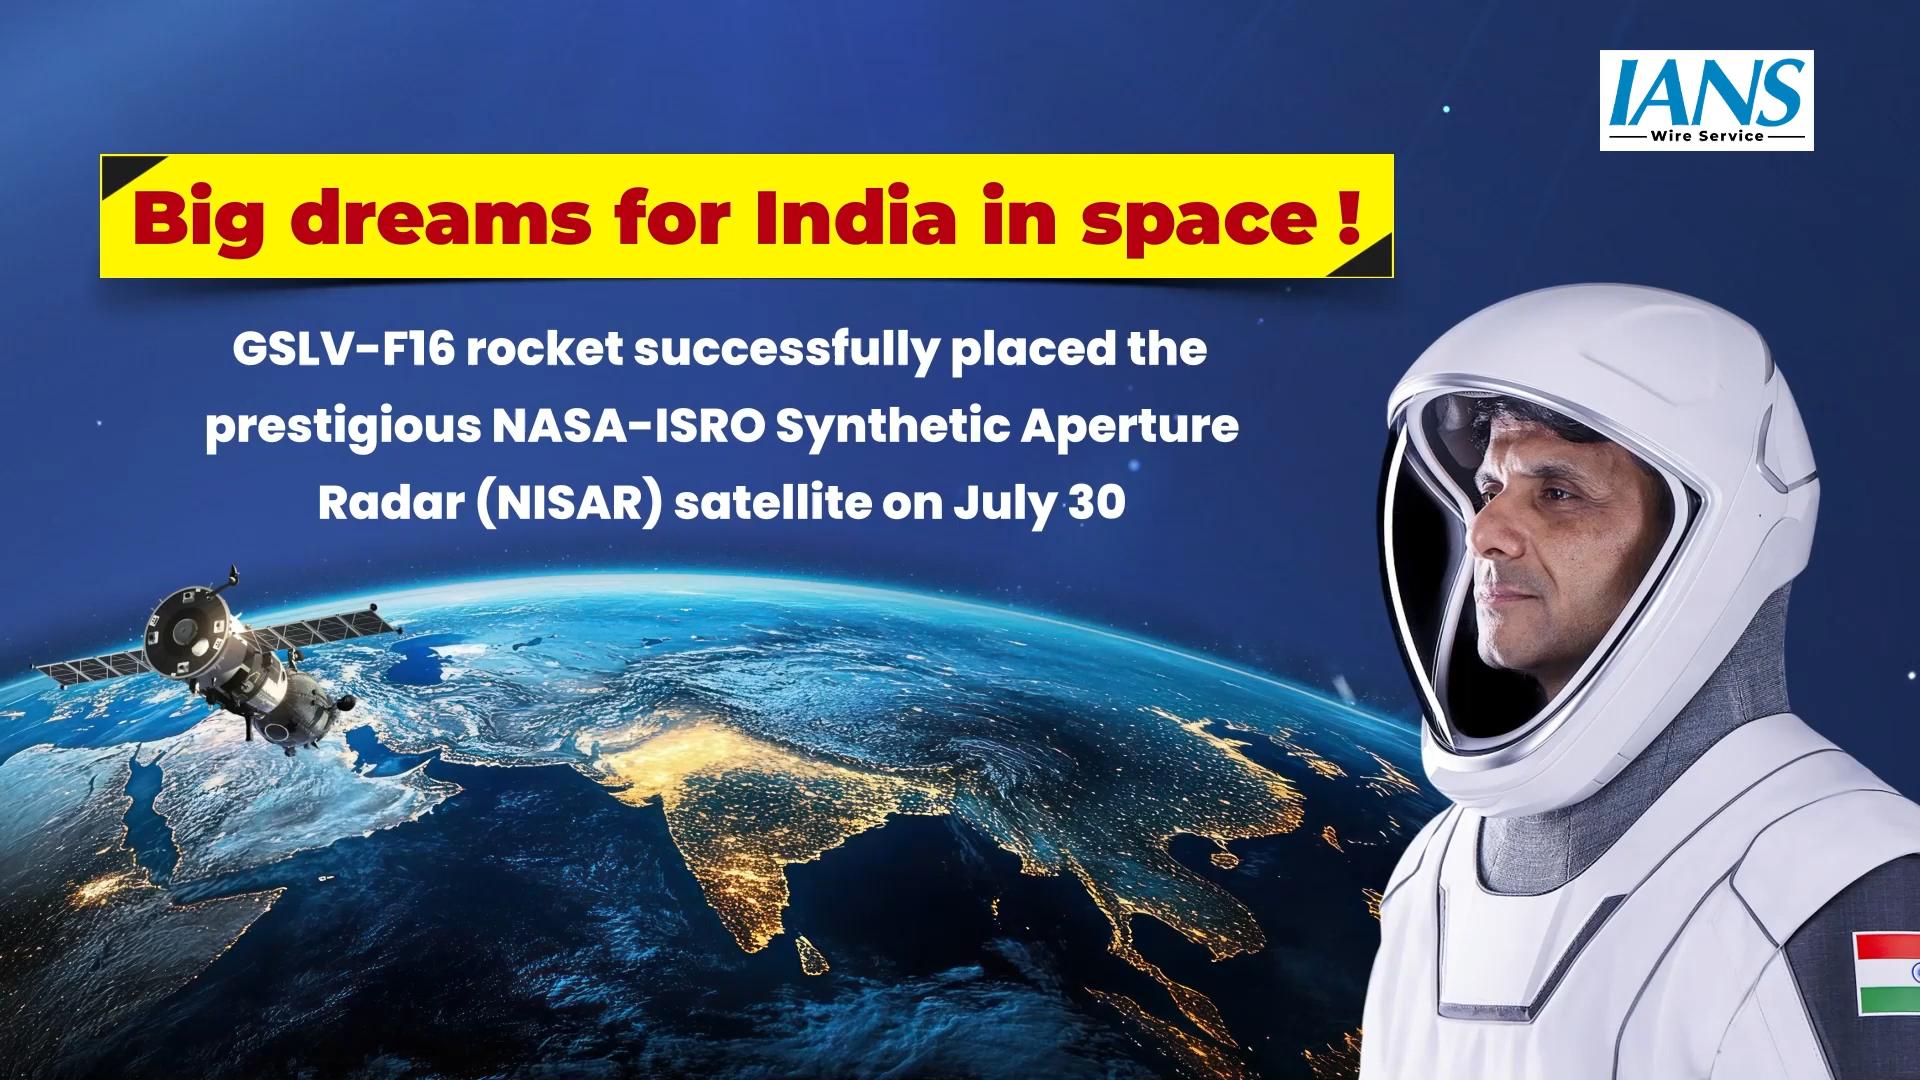 IANS
Wire Service
Big dreams for India in space !
GSLV-F16 rocket successfully placed the
prestigious NASA-ISRO Synthetic Aperture
Radar (NISAR) satellite on July 30